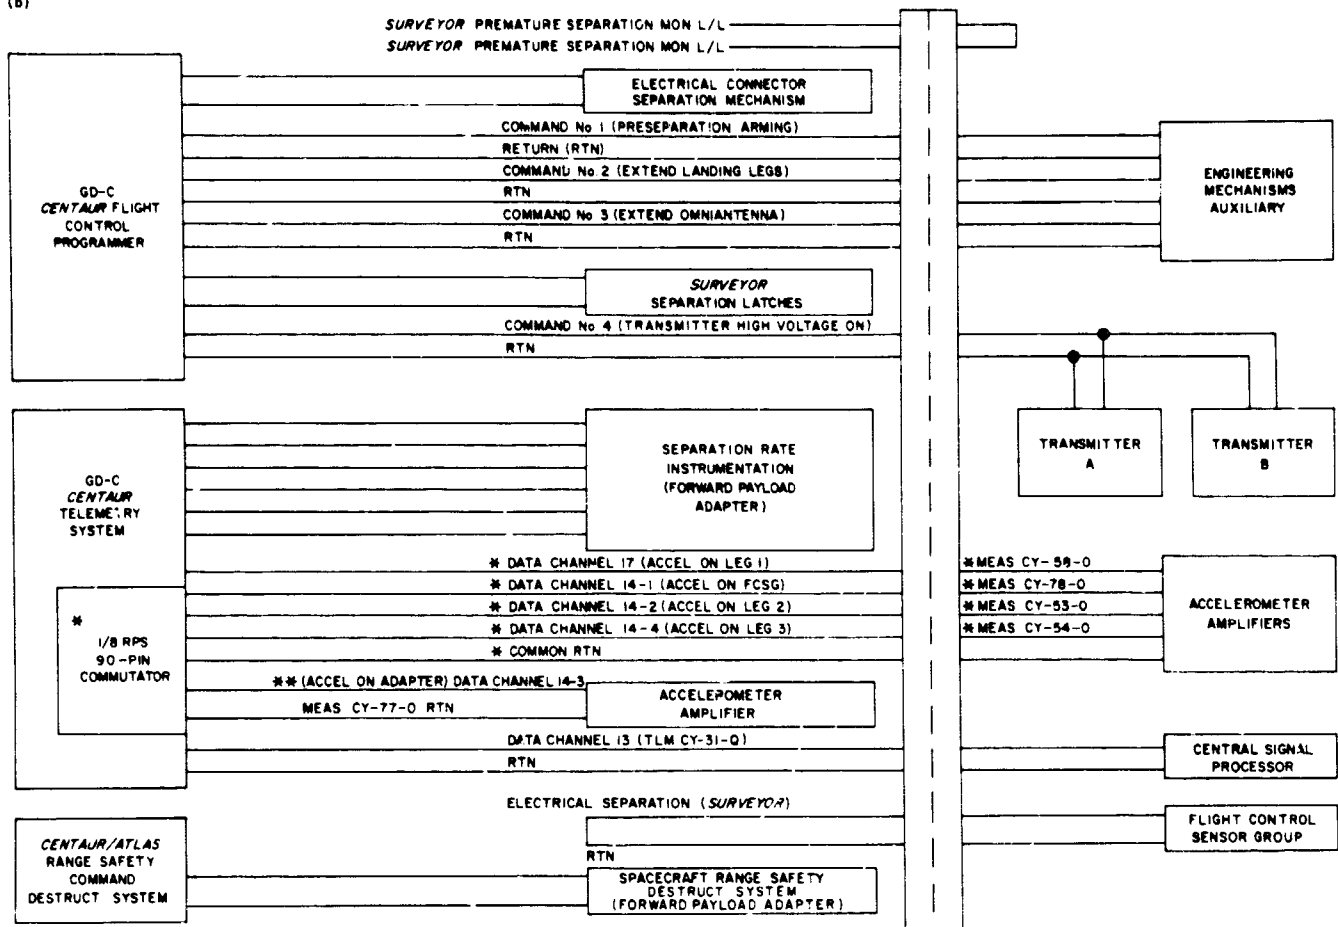 (B)
SURVEYOR PREMATURE SEPARATION MON L/L
SURVEYOR PREMATURE SEPARATION MON L/L
ELECTRICAL CONNECTOR
SEPARATION MECHANISM
COMMAND No 1 (PRESEPARATION ARMING)
RETURN (RTN)
COMMAND No. 2 (EXTEND LANDING LEGS)
RTN
COMMAND No 3 (EXTEND OMNIANTENNA)
RTN
GD-C
CENTAUR FLIGHT
CONTROL
PROGRAMMER
ENGINEERING
MECHANISMS
AUXILIARY
SURVEYOR
SEPARATION LATCHES
COMMAND No 4 (TRANSMITTER HIGH VOLTAGE ON)
RTN
TRANSMITTER
A
TRANSMITTER
B
GD-C
CENTAUR
TELEMETRY
SYSTEM
SEPARATION RATE
INSTRUMENTATION
(FORWARD PAYLOAD
ADAPTER)
* DATA CHANNEL 17 (ACCEL ON LEG 1)
* DATA CHANNEL 14-1 (ACCEL ON FCSG)
* DATA CHANNEL 14-2 (ACCEL ON LEG 2)
* DATA CHANNEL 14-4 (ACCEL ON LEG 3)
* COMMON RTN
* MEAS CY-58-0
* MEAS CY-78-0
* MEAS CY-53-0
* MEAS CY-54-0
ACCELEROMETER
AMPLIFIERS
*
1/8 RPS
90-PIN
COMMUTATOR
** (ACCEL ON ADAPTER) DATA CHANNEL 14-3
MEAS CY-77-0 RTN
ACCELEROMETER
AMPLIFIER
DATA CHANNEL 13 (TLM CY-31-Q)
RTN
CENTRAL SIGNAL
PROCESSOR
ELECTRICAL SEPARATION (SURVEYOR)
RTN
FLIGHT CONTROL
SENSOR GROUP
CENTAUR/ATLAS
RANGE SAFETY
COMMAND
DESTRUCT SYSTEM
SPACECRAFT RANGE SAFETY
DESTRUCT SYSTEM
(FORWARD PAYLOAD ADAPTER)